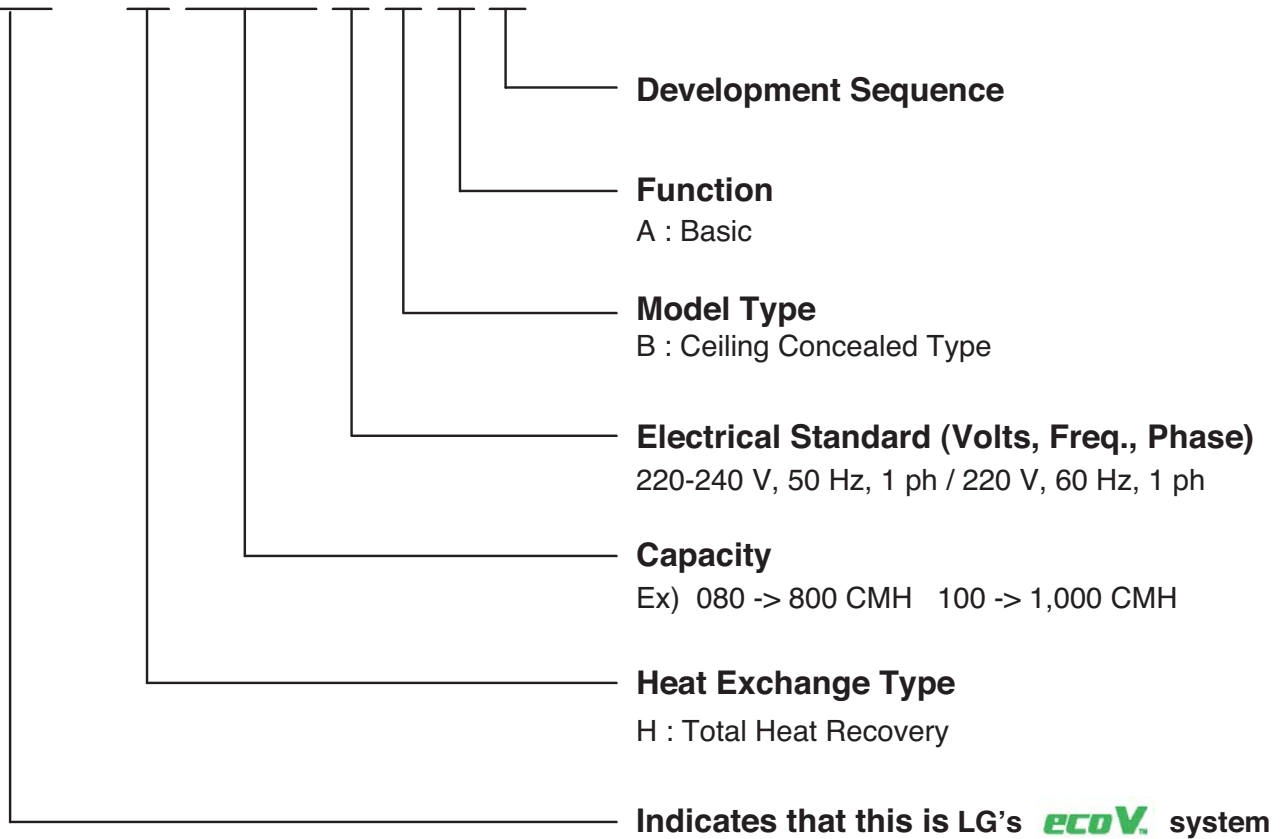 Development Sequence
Function
A : Basic
Model Type
B : Ceiling Concealed Type
Electrical Standard (Volts, Freq., Phase)
220-240 V, 50 Hz, 1 ph / 220 V, 60 Hz, 1 ph
Capacity
Ex) 080 -> 800 CMH 100 -> 1,000 CMH
Heat Exchange Type
H : Total Heat Recovery
Indicates that this is LG’s eco V. system